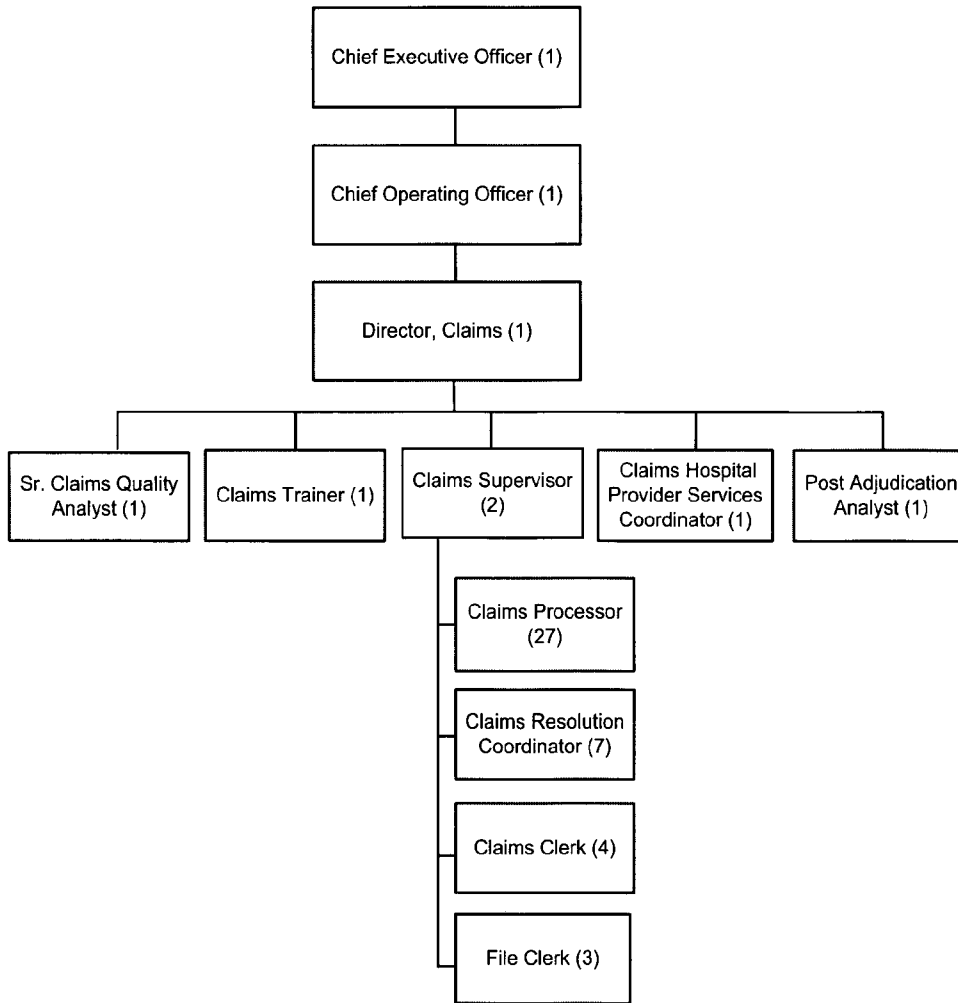 Chief Executive Officer (1)
Chief Operating Officer (1)
Director, Claims (1)
Sr. Claims Quality
Analyst (1)
Claims Trainer (1)
Claims Supervisor
(2)
Claims Hospital
Provider Services
Coordinator (1)
Post Adjudication
Analyst (1)
Claims Processor
(27)
Claims Resolution
Coordinator (7)
Claims Clerk (4)
File Clerk (3)